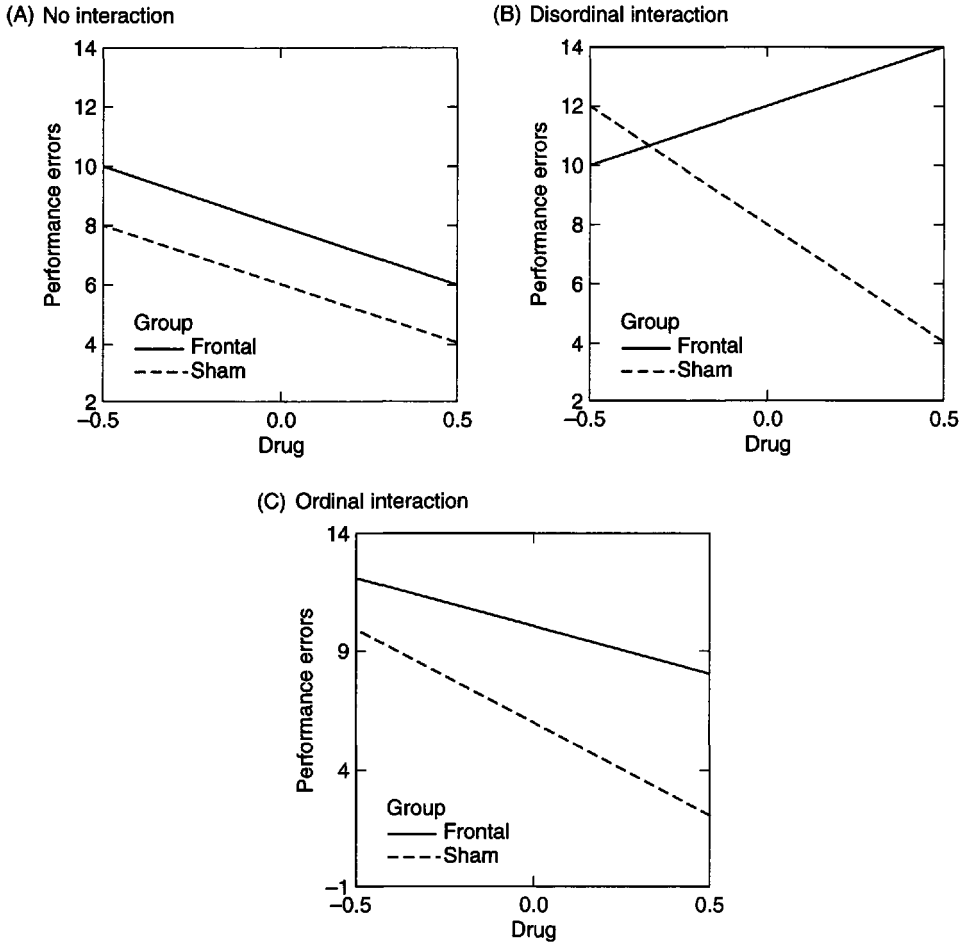 (A) No interaction
14
12
10
8
6
4
2
Performance errors
Group
Frontal
Sham
−0.5 0.0 0.5
Drug
(B) Disordinal interaction
14
12
10
8
6
4
2
Performance errors
Group
Frontal
Sham
−0.5 0.0 0.5
Drug
(C) Ordinal interaction
14
9
4
−1
Performance errors
Group
Frontal
Sham
−0.5 0.0 0.5
Drug